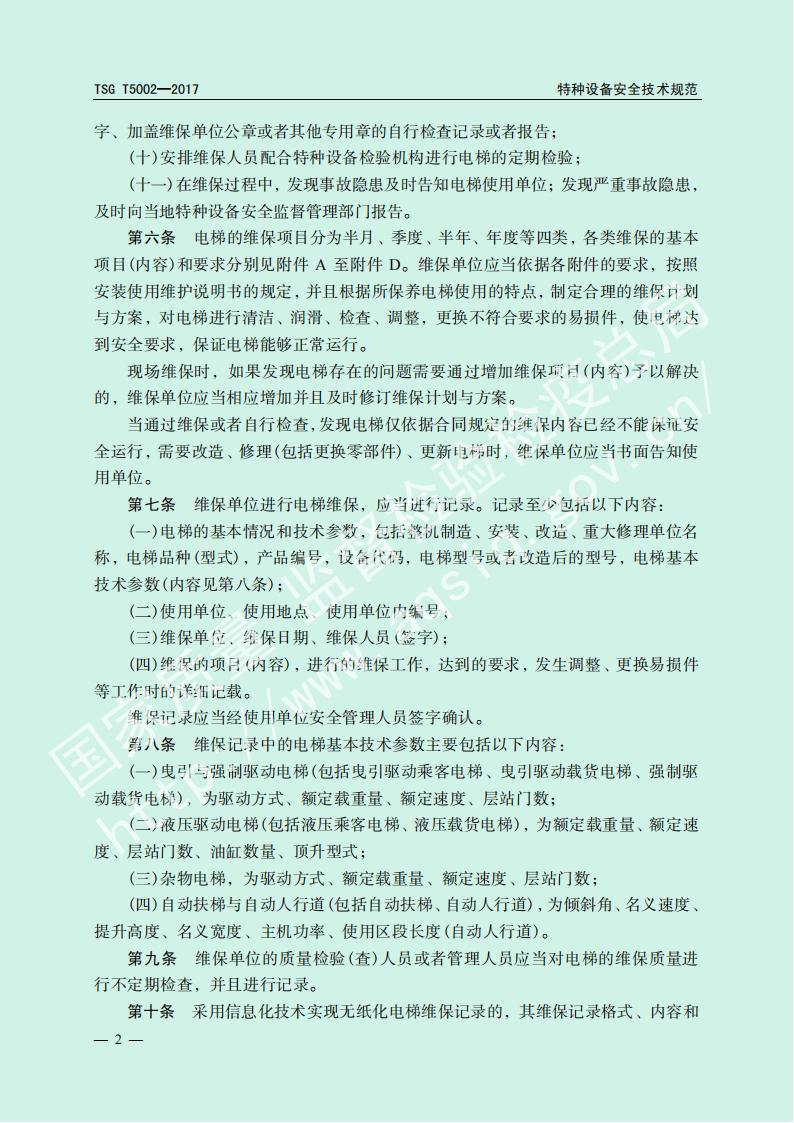 TSG T5002—2017
特种设备安全技术规范
字、加盖维保单位公章或者其他专用章的自行检查记录或者报告；
(十)安排维保人员配合特种设备检验机构进行电梯的定期检验；
(十一)在维保过程中，发现事故隐患及时告知电梯使用单位；发现严重事故隐患，
及时向当地特种设备安全监督管理部门报告。
第六条 电梯的维保项目分为半月、季度、半年、年度等四类，各类维保的基本
项目(内容)和要求分别见附件 A 至附件 D。维保单位应当依据各附件的要求，按照
安装使用维护说明书的规定，并且根据所保养电梯使用的特点，制定合理的维保计划
与方案，对电梯进行清洁、润滑、检查、调整，更换不符合要求的易损件，使电梯达
到安全要求，保证电梯能够正常运行。
现场维保时，如果发现电梯存在的问题需要通过增加维保项目(内容)予以解决
的，维保单位应当相应增加并且及时修订维保计划与方案。
当通过维保或者自行检查，发现电梯仅依据合同规定的维保内容已经不能保证安
全运行，需要改造、修理(包括更换零部件)、更新电梯时，维保单位应当书面告知使
用单位。
第七条 维保单位进行电梯维保，应当进行记录。记录至少包括以下内容：
(一)电梯的基本情况和技术参数，包括整机制造、安装、改造、重大修理单位名
称，电梯品种(型式)，产品编号，设备代码，电梯型号或者改造后的型号，电梯基本
技术参数(内容见第八条)；
(二)使用单位、使用地点、使用单位内编号；
(三)维保单位、维保日期、维保人员(签字)；
(四)维保的项目(内容)，进行的维保工作，达到的要求，发生调整、更换易损件
等工作时的详细记载。
维保记录应当经使用单位安全管理人员签字确认。
第八条 维保记录中的电梯基本技术参数主要包括以下内容：
(一)曳引与强制驱动电梯(包括曳引驱动乘客电梯、曳引驱动载货电梯、强制驱
动载货电梯)，为驱动方式、额定载重量、额定速度、层站门数；
(二)液压驱动电梯(包括液压乘客电梯、液压载货电梯)，为额定载重量、额定速
度、层站门数、油缸数量、顶升型式；
(三)杂物电梯，为驱动方式、额定载重量、额定速度、层站门数；
(四)自动扶梯与自动人行道(包括自动扶梯、自动人行道)，为倾斜角、名义速度、
提升高度、名义宽度、主机功率、使用区段长度(自动人行道)。
第九条 维保单位的质量检验(查)人员或者管理人员应当对电梯的维保质量进
行不定期检查，并且进行记录。
第十条 采用信息化技术实现无纸化电梯维保记录的，其维保记录格式、内容和
— 2 —
国家质量监督检验检疫总局
http://www.aqsiq.gov.cn/